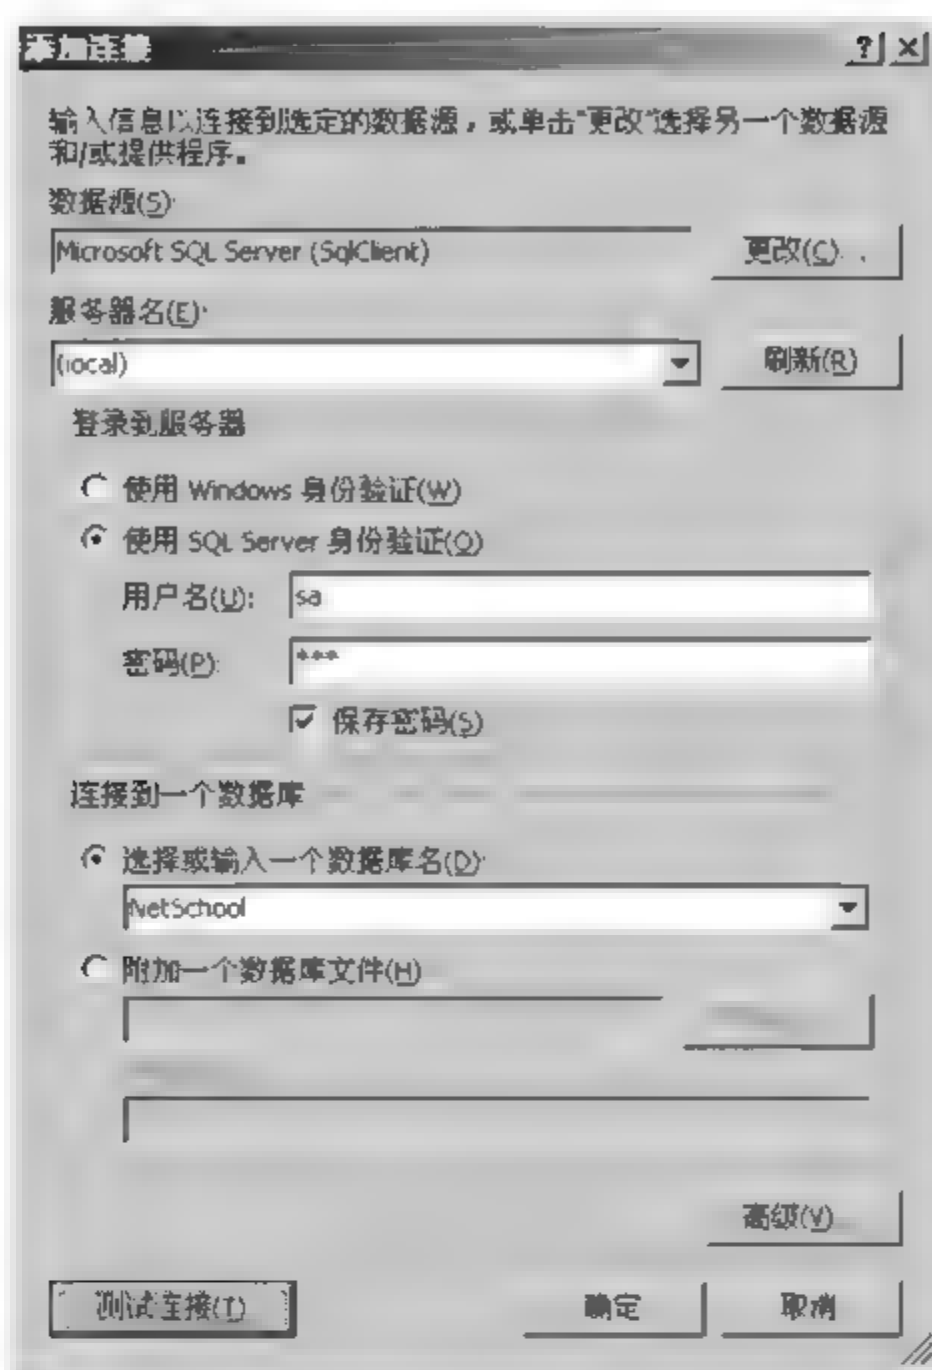 添加连接
输入信息以连接到选定的数据源，或单击“更改”选择另一个数据源
和/或提供程序。
数据源(S):
Microsoft SQL Server (SqlClient)
更改(C)...
服务器名(E):
(local)
刷新(R)
登录到服务器
使用 Windows 身份验证(W)
使用 SQL Server 身份验证(Q)
用户名(U):
sa
密码(P):
***
保存密码(S)
连接到一个数据库
选择或输入一个数据库名(D):
NetSchool
附加一个数据库文件(H)
高级(V)...
测试连接(T)
确定
取消